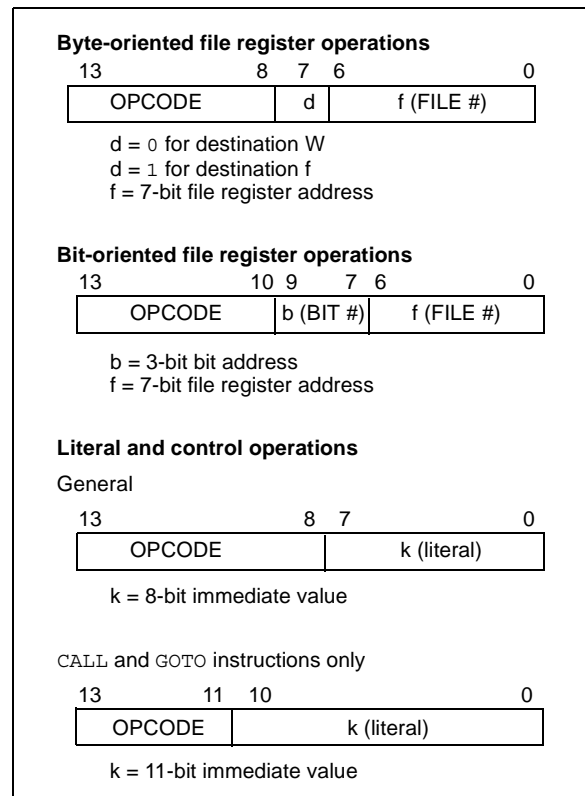 Byte-oriented file register operations
13 8 7 6 0
OPCODE d f (FILE #)
d = 0 for destination W
d = 1 for destination f
f = 7-bit file register address
Bit-oriented file register operations
13 10 9 7 6 0
OPCODE b (BIT #) f (FILE #)
b = 3-bit bit address
f = 7-bit file register address
Literal and control operations
General
13 8 7 0
OPCODE k (literal)
k = 8-bit immediate value
CALL and GOTO instructions only
13 11 10 0
OPCODE k (literal)
k = 11-bit immediate value